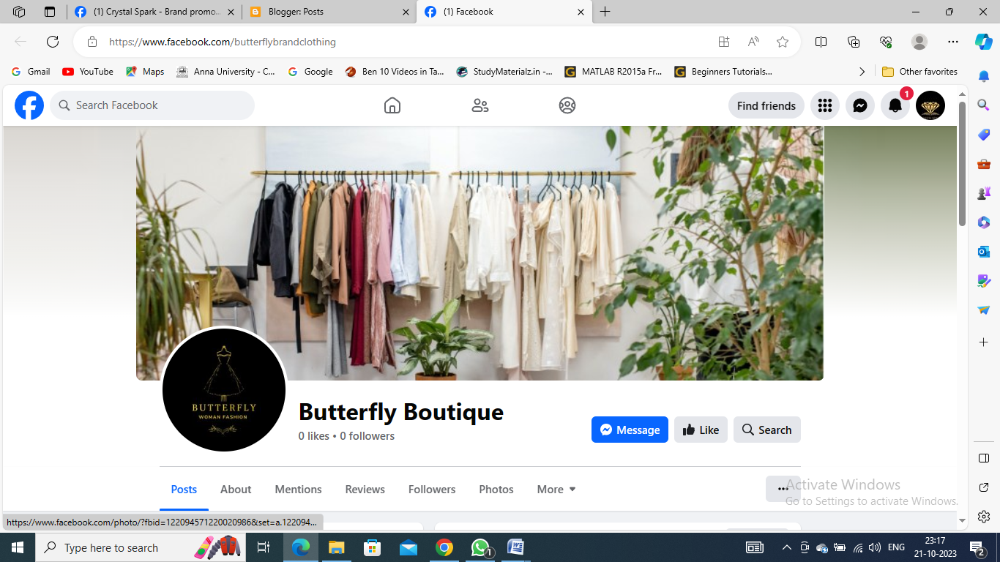 (1) Crystal Spark - Brand promo...
Blogger: Posts
(1) Facebook
https://www.facebook.com/butterflybrandclothing
Gmail
YouTube
Maps
Anna University - C...
Google
Ben 10 Videos in Ta...
StudyMaterialz.in -...
MATLAB R2015a Fr...
Beginners Tutorials...
Other favorites
Search Facebook
Find friends
1
BUTTERFLY
WOMAN FASHION
Butterfly Boutique
0 likes • 0 followers
Message
Like
Search
Posts
About
Mentions
Reviews
Followers
Photos
More
Activate Windows
Go to Settings to activate Windows.
https://www.facebook.com/photo/?fbid=122094571220020986&set=a.122094...
Type here to search
1
ENG
23:17
21-10-2023
2